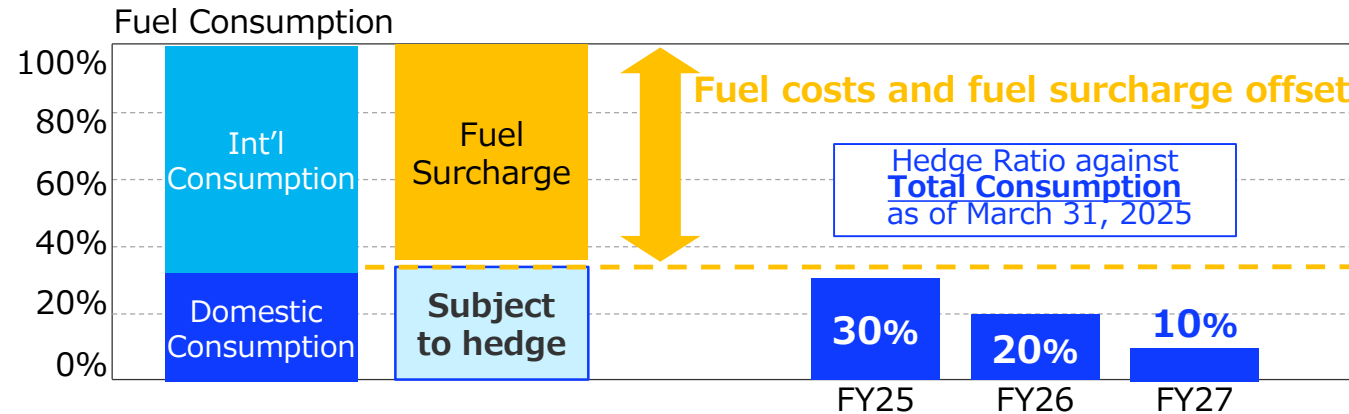 Fuel Consumption
100%
80%
60%
40%
20%
0%
Int’l
Consumption
Domestic
Consumption
Fuel
Surcharge
Subject
to hedge
Fuel costs and fuel surcharge offset
Hedge Ratio against
Total Consumption
as of March 31, 2025
30%
20%
10%
FY25
FY26
FY27